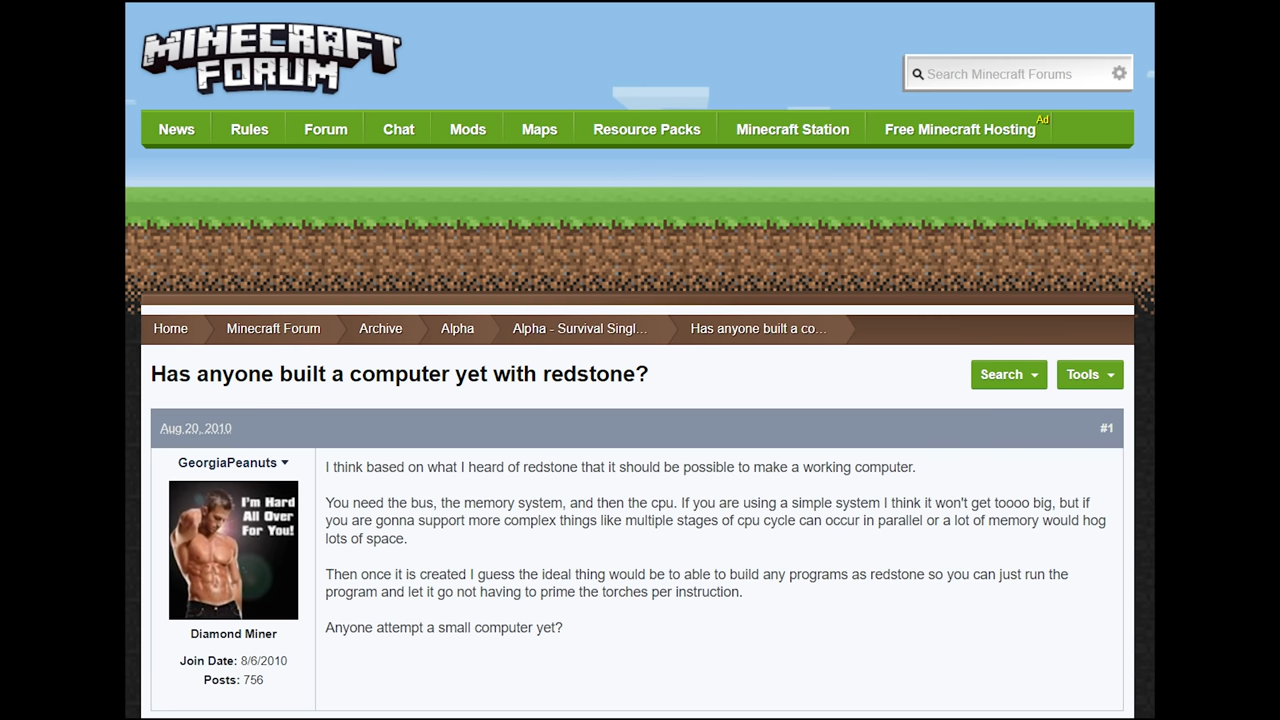 MINECRAFT
FORUM
Search Minecraft Forums
News Rules Forum Chat Mods Maps Resource Packs Minecraft Station Free Minecraft Hosting Ad
Home Minecraft Forum Archive Alpha Alpha - Survival Singl... Has anyone built a co...
Has anyone built a computer yet with redstone?
Search Tools
Aug 20, 2010 #1
GeorgiaPeanuts
I'm Hard
All Over
For You!
Diamond Miner
Join Date: 8/6/2010
Posts: 756
I think based on what I heard of redstone that it should be possible to make a working computer.
You need the bus, the memory system, and then the cpu. If you are using a simple system I think it won't get toooo big, but if
you are gonna support more complex things like multiple stages of cpu cycle can occur in parallel or a lot of memory would hog
lots of space.
Then once it is created I guess the ideal thing would be to able to build any programs as redstone so you can just run the
program and let it go not having to prime the torches per instruction.
Anyone attempt a small computer yet?